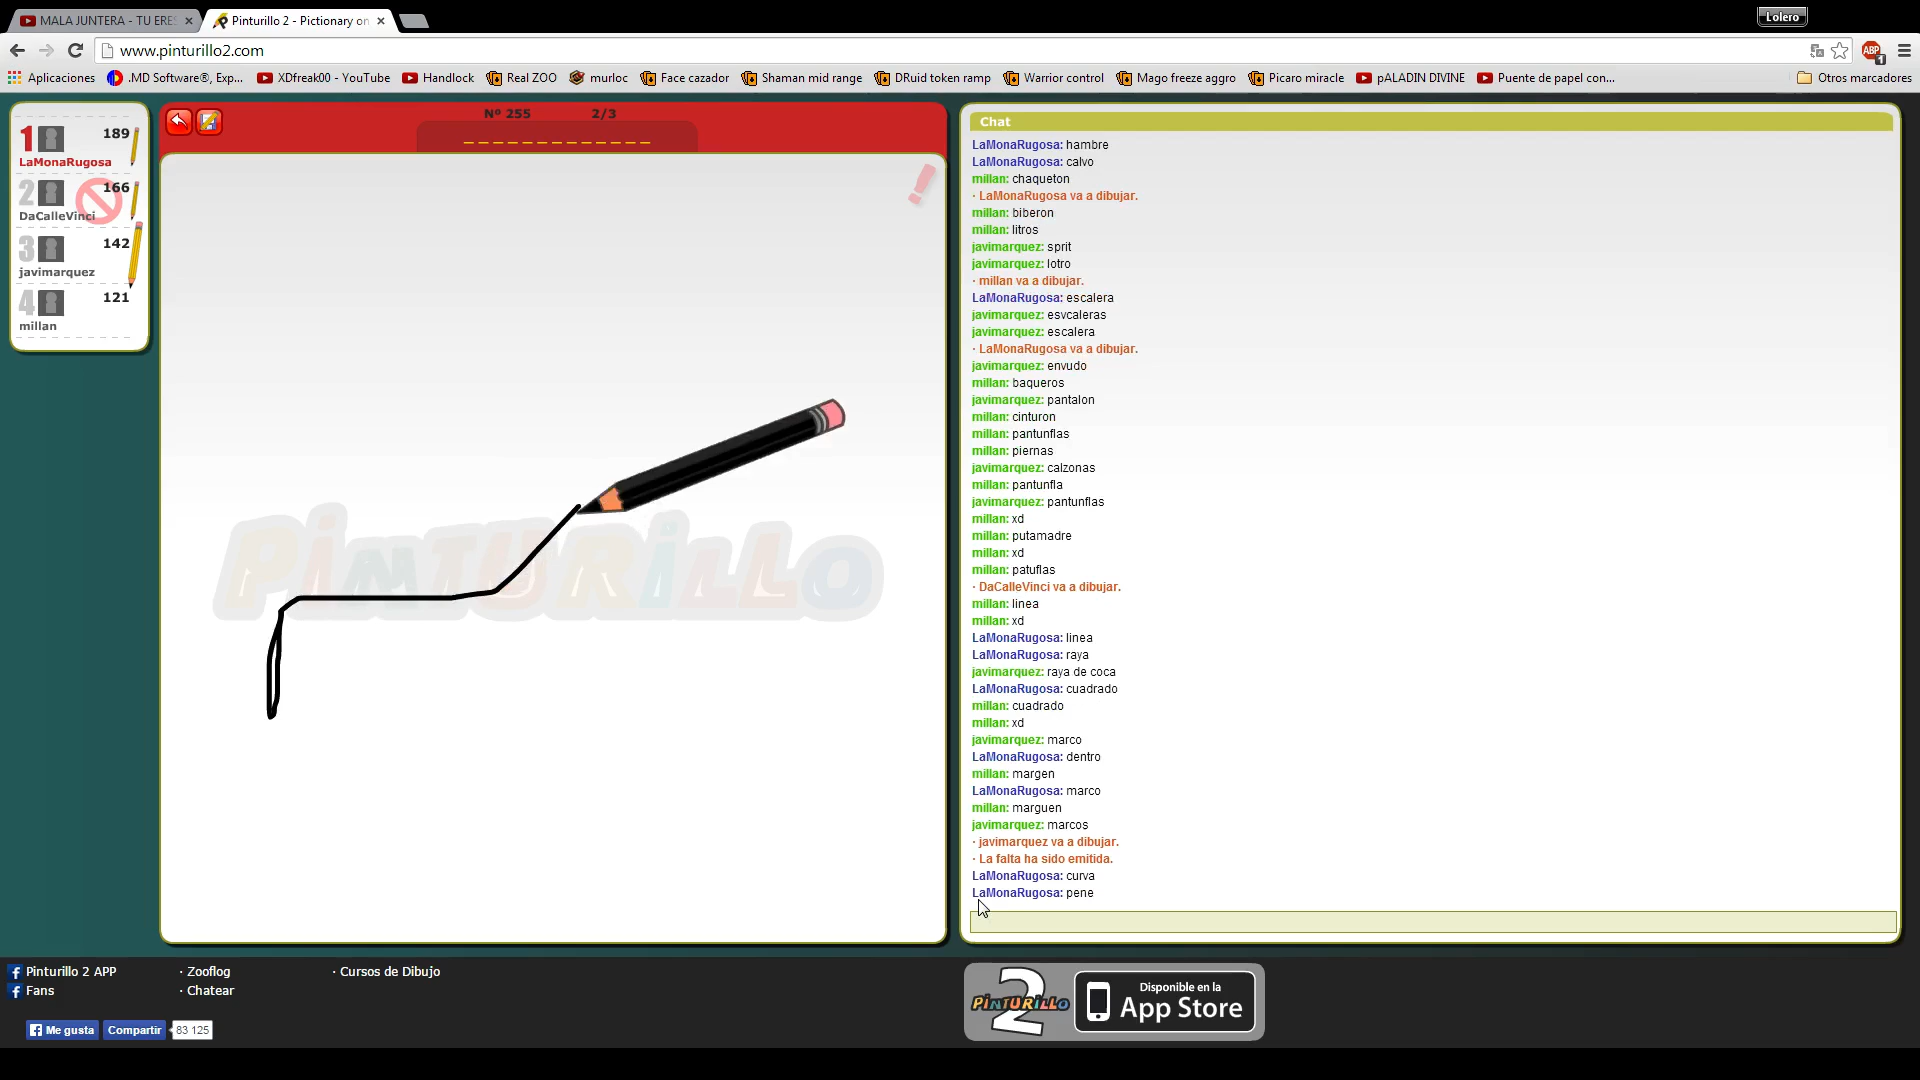 MALA JUNTERA - TU ERES
Pinturillo 2 - Pictionary on
Lolero
www.pinturillo2.com
ABP
1
Aplicaciones
.MD Software®, Exp...
XDfreak00 - YouTube
Handlock
Real ZOO
murloc
Face cazador
Shaman mid range
DRuid token ramp
Warrior control
Mago freeze aggro
Picaro miracle
pALADIN DIVINE
Puente de papel con...
Otros marcadores
1
189
LaMonaRugosa
2
166
DaCalleVinci
3
142
javimarquez
4
121
millan
Nº 255
2/3
_ _ _ _ _ _ _ _ _ _ _ _ _
!
PiNTURiLLO
Chat
LaMonaRugosa: hambre
LaMonaRugosa: calvo
millan: chaqueton
· LaMonaRugosa va a dibujar.
millan: biberon
millan: litros
javimarquez: sprit
javimarquez: lotro
· millan va a dibujar.
LaMonaRugosa: escalera
javimarquez: esvcaleras
javimarquez: escalera
· LaMonaRugosa va a dibujar.
javimarquez: envudo
millan: baqueros
javimarquez: pantalon
millan: cinturon
millan: pantunflas
millan: piernas
javimarquez: calzonas
millan: pantunfla
javimarquez: pantunflas
millan: xd
millan: putamadre
millan: xd
millan: patuflas
· DaCalleVinci va a dibujar.
millan: linea
millan: xd
LaMonaRugosa: linea
LaMonaRugosa: raya
javimarquez: raya de coca
LaMonaRugosa: cuadrado
millan: cuadrado
millan: xd
javimarquez: marco
LaMonaRugosa: dentro
millan: margen
LaMonaRugosa: marco
millan: marguen
javimarquez: marcos
· javimarquez va a dibujar.
· La falta ha sido emitida.
LaMonaRugosa: curva
LaMonaRugosa: pene
Pinturillo 2 APP
Fans
· Zooflog
· Chatear
· Cursos de Dibujo
Me gusta
Compartir
83 125
PiNTURiLLO
2
Disponible en la
App Store